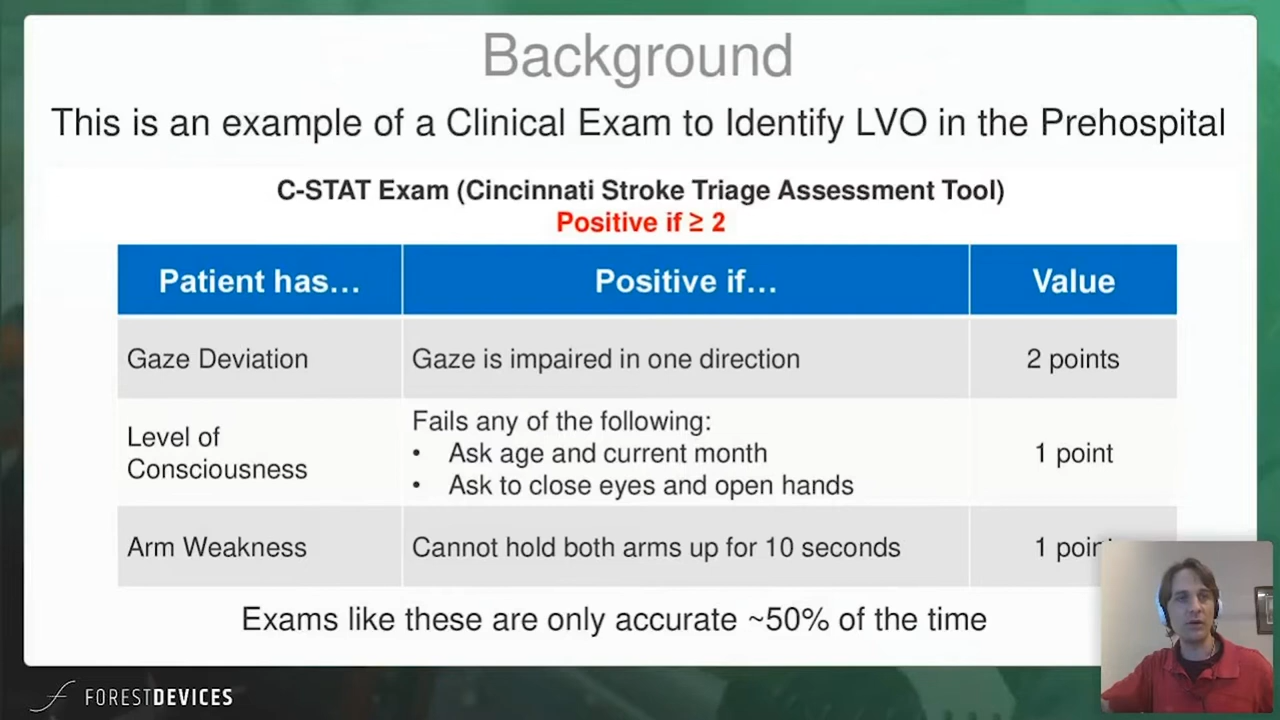 Background
This is an example of a Clinical Exam to Identify LVO in the Prehospital
C-STAT Exam (Cincinnati Stroke Triage Assessment Tool)
Positive if ≥ 2
Patient has… Positive if… Value
Gaze Deviation Gaze is impaired in one direction 2 points
Level of
Consciousness
Fails any of the following:
• Ask age and current month
• Ask to close eyes and open hands
1 point
Arm Weakness Cannot hold both arms up for 10 seconds 1
Exams like these are only accurate ~50% of the time
FORESTDEVICES